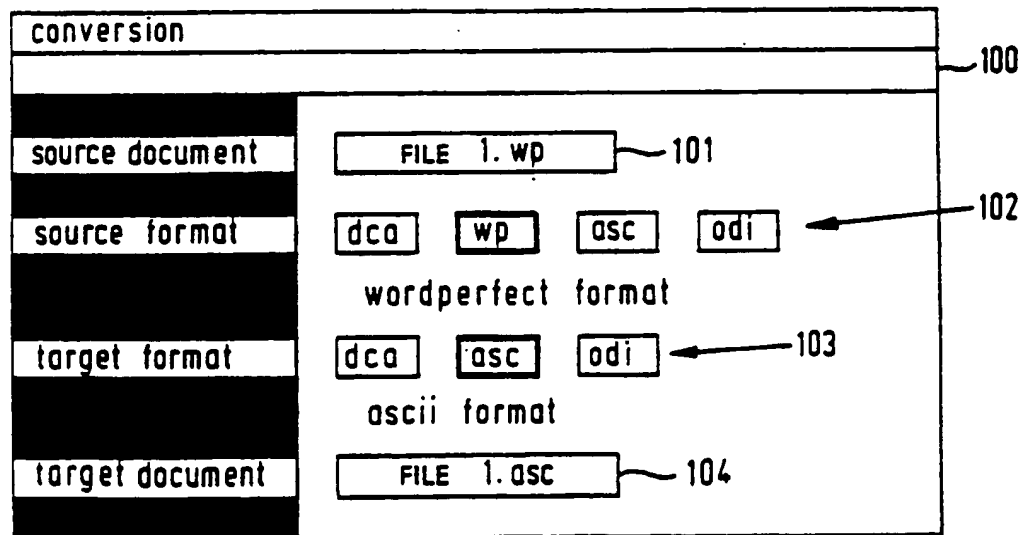 conversion
100
source document FILE 1.wp 101
source format dca wp asc odi 102
wordperfect format
target format dca asc odi 103
ascii format
target document FILE 1.asc 104